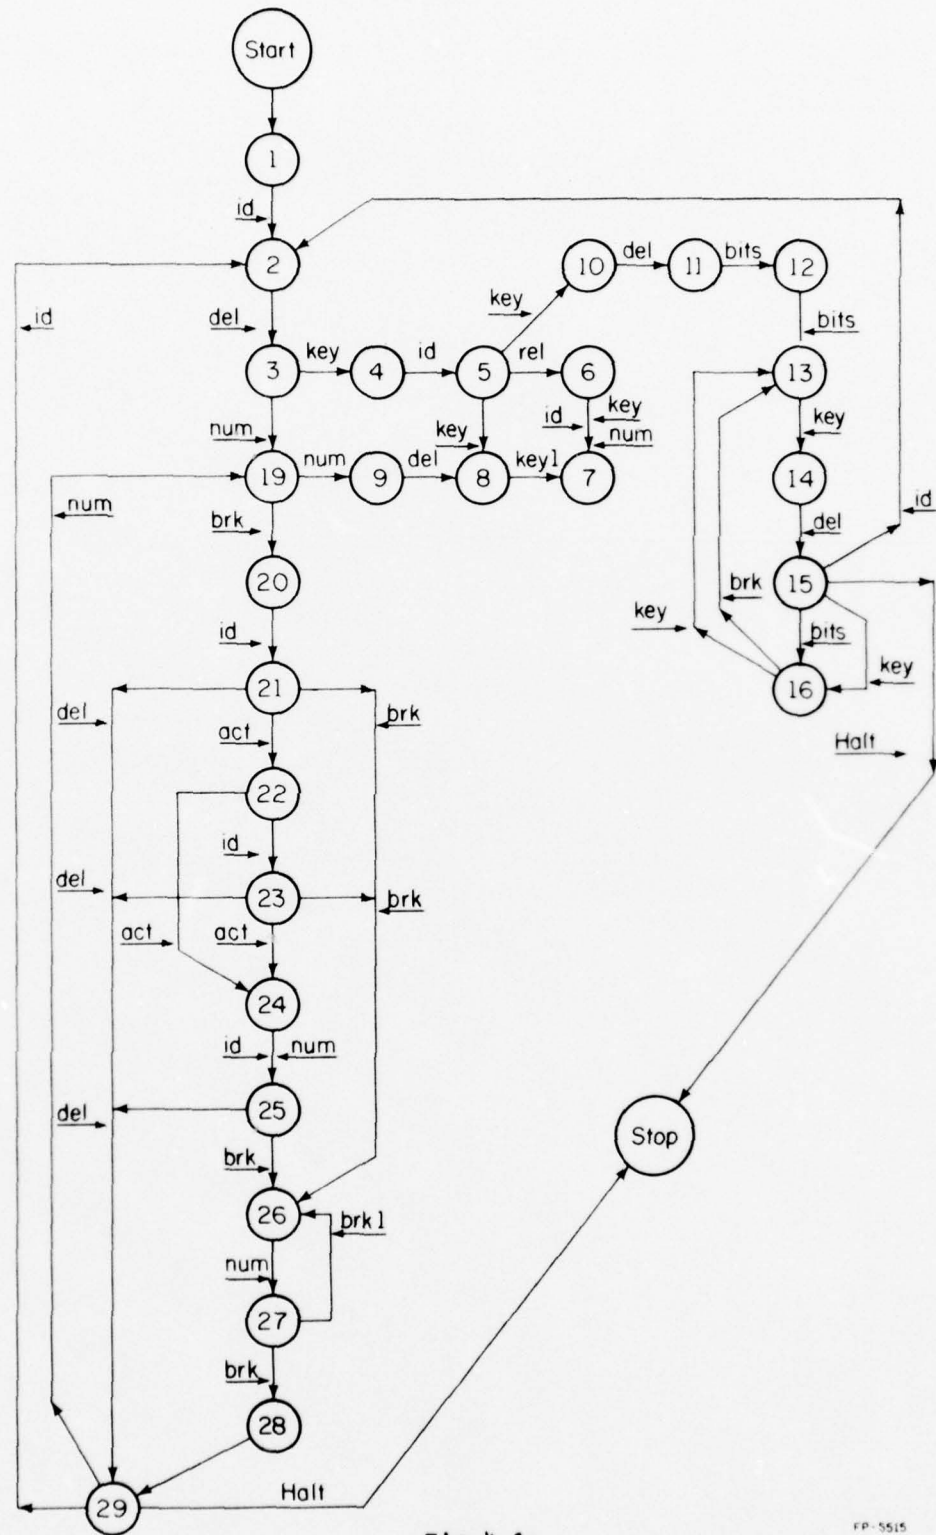 Start
1
id
2
10
del
11
bits
12
id
del
key
bits
3
key
4
id
5
rel
6
13
num
key
id
key
num
key
19
num
9
del
8
key1
7
14
num
brk
del
id
20
15
brk
key
id
bits
key
21
16
del
brk
act
Halt
22
id
del
23
brk
act
act
24
id
num
25
del
Stop
brk
26
brk1
num
27
brk
28
Halt
29
FP-5515